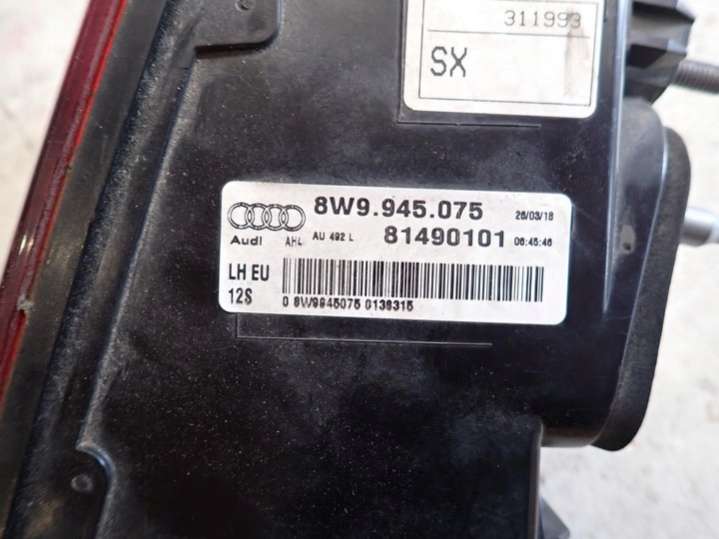 311993
SX
8W9.945.075 26/03/18
Audi AHL AU 492 L 81490101 06:45:46
LH EU
12S
0 8W9945075 0138315